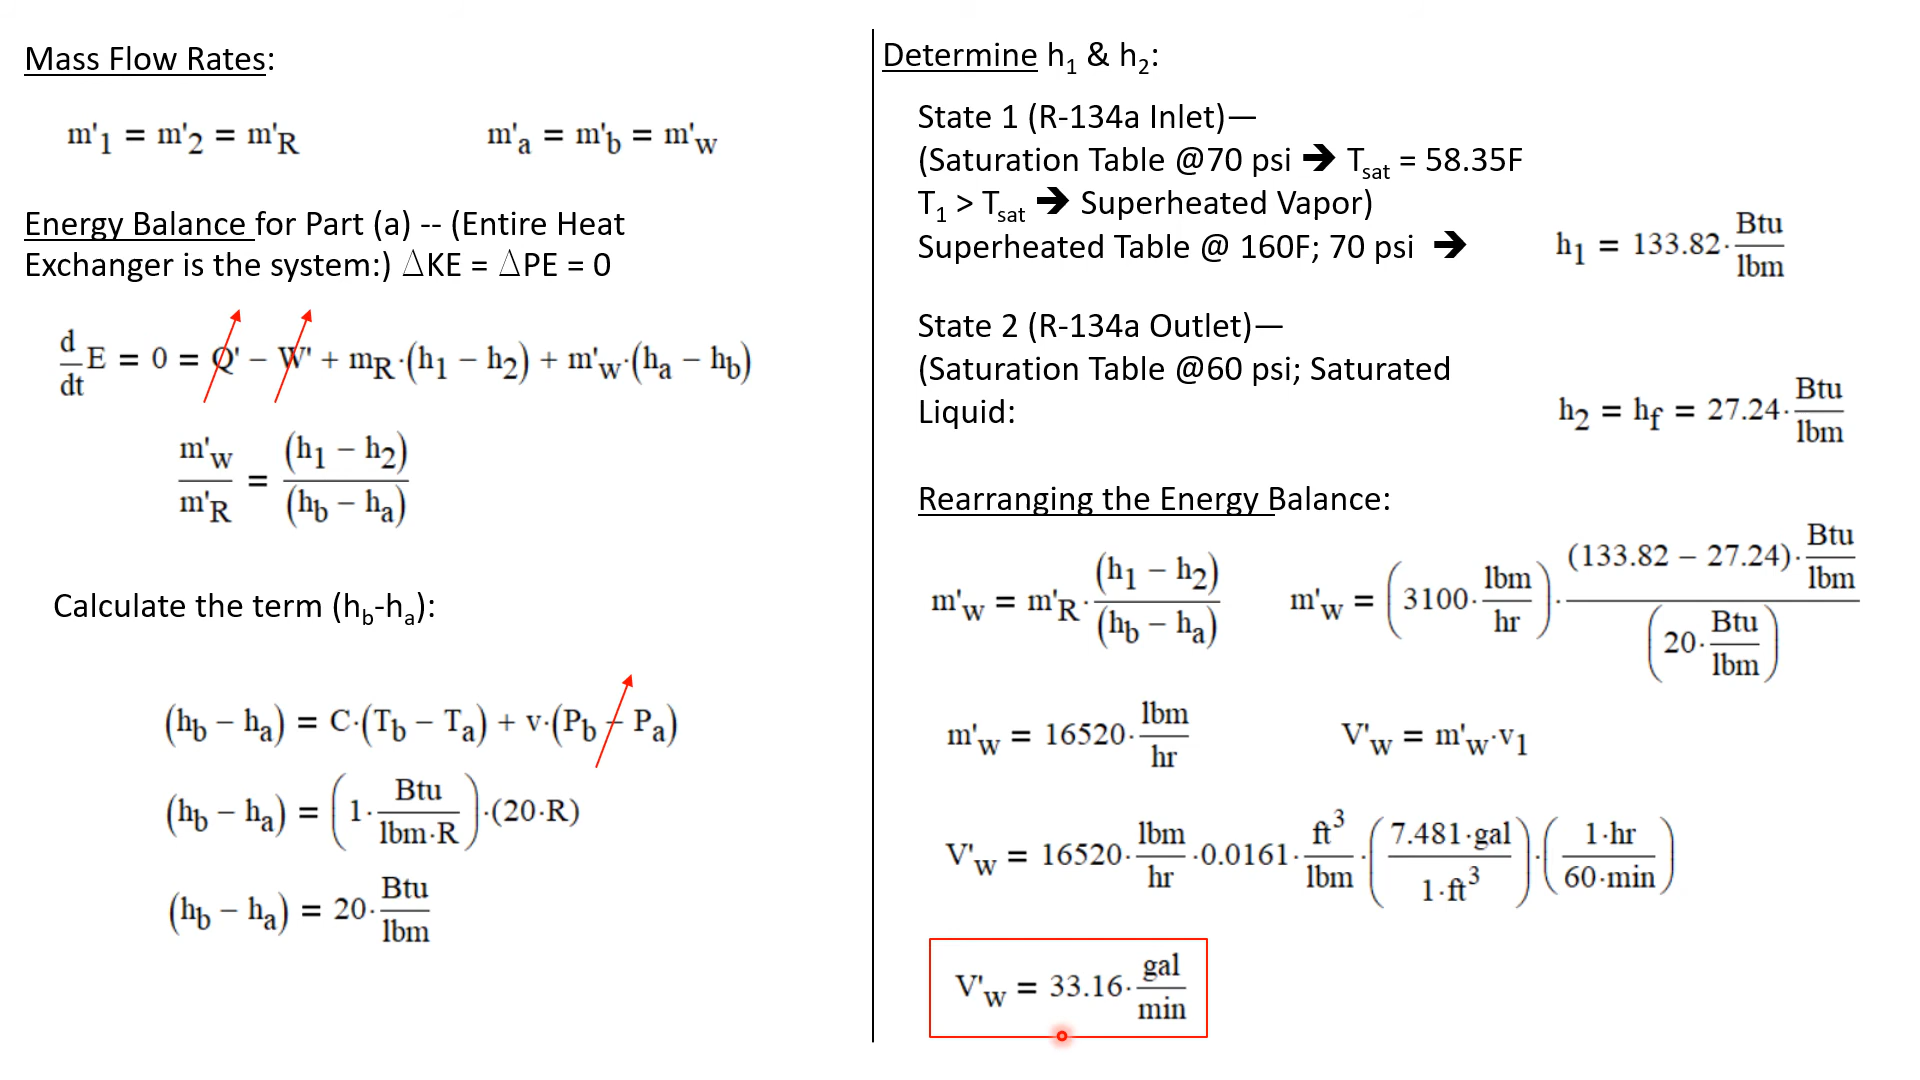 Mass Flow Rates:
m'1 = m'2 = m'R
m'a = m'b = m'w
Energy Balance for Part (a) -- (Entire Heat
Exchanger is the system:) △KE = △PE = 0
d/dt E = 0 = Q' − W' + mR·(h1 − h2) + m'w·(ha − hb)
m'w/m'R = (h1 − h2)/(hb − ha)
Calculate the term (hb-ha):
(hb − ha) = C·(Tb − Ta) + v·(Pb − Pa)
(hb − ha) = (1· Btu/lbm·R)·(20·R)
(hb − ha) = 20· Btu/lbm
Determine h1 & h2:
State 1 (R-134a Inlet)—
(Saturation Table @70 psi ➔ Tsat = 58.35F
T1 > Tsat ➔ Superheated Vapor)
Superheated Table @ 160F; 70 psi ➔
h1 = 133.82· Btu/lbm
State 2 (R-134a Outlet)—
(Saturation Table @60 psi; Saturated
Liquid:
h2 = hf = 27.24· Btu/lbm
Rearranging the Energy Balance:
m'w = m'R· (h1 − h2)/(hb − ha)
m'w = (3100· lbm/hr)· (133.82 − 27.24)· Btu/lbm / (20· Btu/lbm)
m'w = 16520· lbm/hr
V'w = m'w·v1
V'w = 16520· lbm/hr ·0.0161· ft³/lbm ·(7.481·gal/1·ft³)·(1·hr/60·min)
V'w = 33.16· gal/min